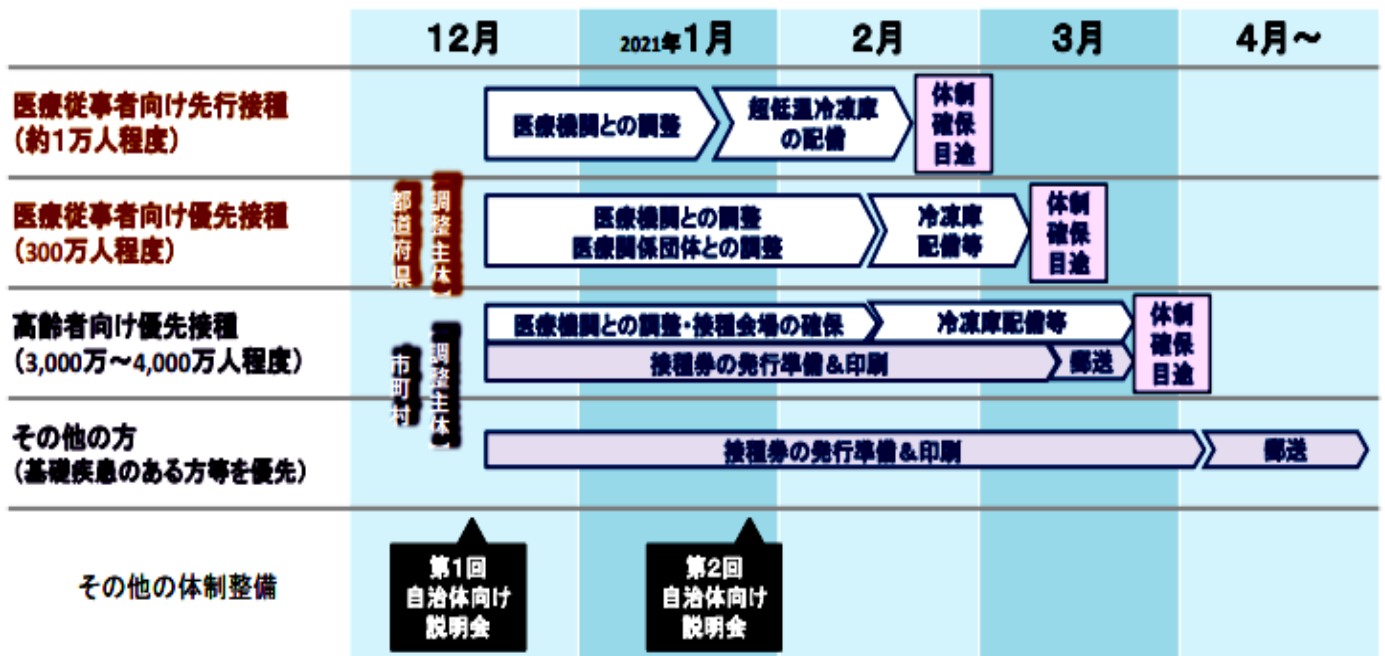 12月
2021年1月
2月
3月
4月～
医療従事者向け先行接種
（約1万人程度）
医療機関との調整
超低温冷凍庫
の配備
体制
確保
目途
医療従事者向け優先接種
（300万人程度）
調整主体
都道府県
医療機関との調整
医療関係団体との調整
冷凍庫
配備等
体制
確保
目途
高齢者向け優先接種
（3,000万～4,000万人程度）
調整主体
市町村
医療機関との調整・接種会場の確保
冷凍庫配備等
接種券の発行準備＆印刷
郵送
体制
確保
目途
その他の方
（基礎疾患のある方等を優先）
接種券の発行準備＆印刷
郵送
その他の体制整備
第1回
自治体向け
説明会
第2回
自治体向け
説明会